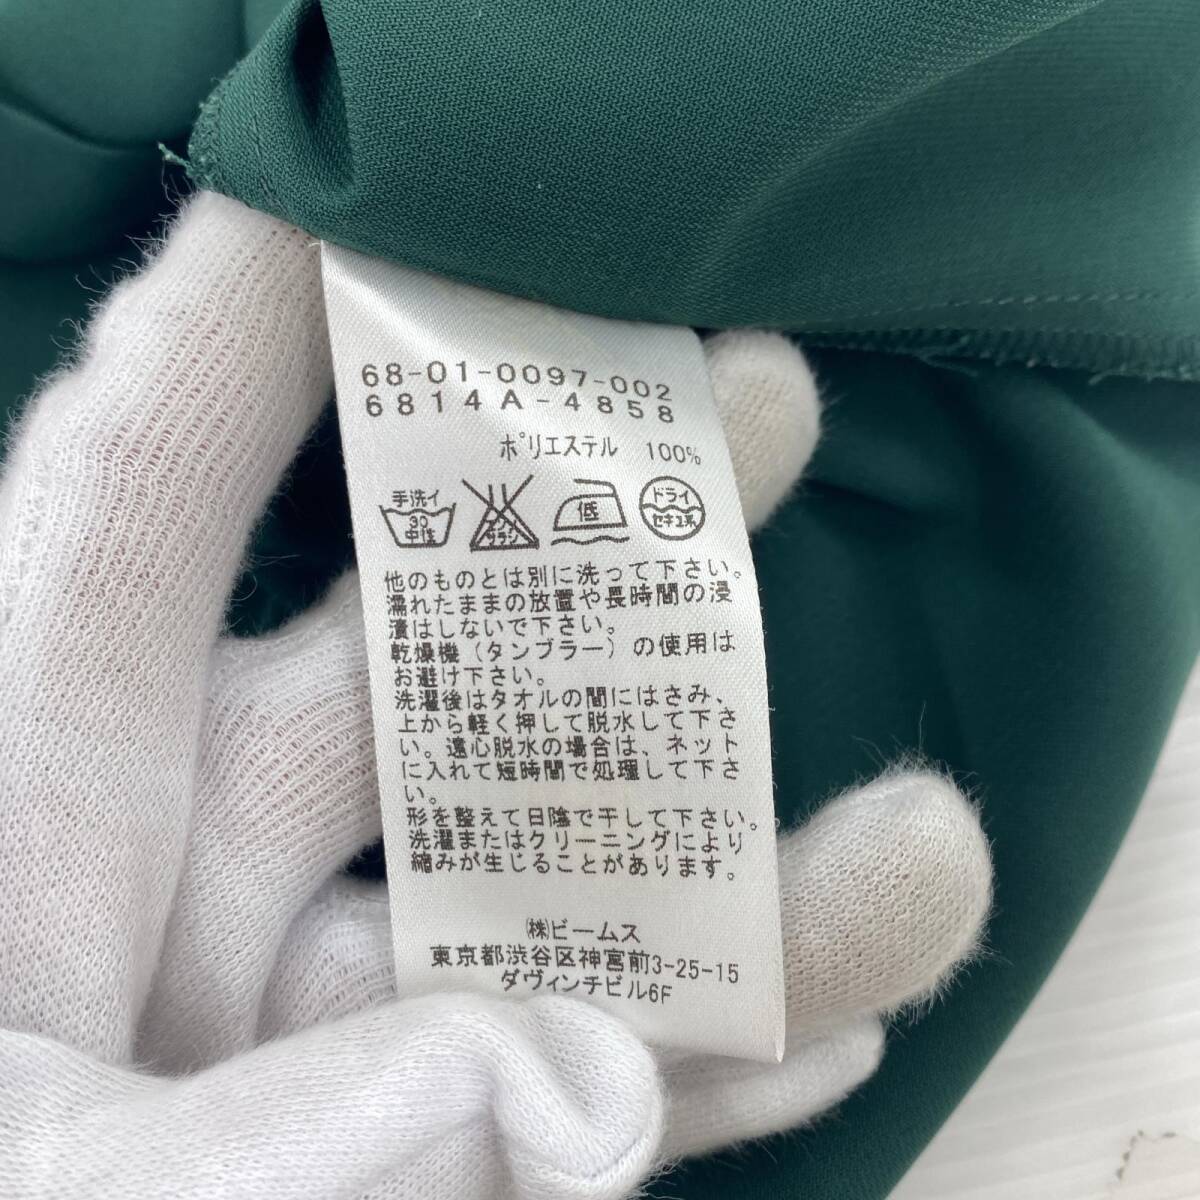 68-01-0097-002
6814A-4858
ポリエステル 100%
手洗イ
30
中性
エンソ
サラシ
低
ドライ
セキユ系
他のものとは別に洗って下さい。
濡れたままの放置や長時間の浸
漬はしないで下さい。
乾燥機（タンブラー）の使用は
お避け下さい。
洗濯後はタオルの間にはさみ、
上から軽く押して脱水して下さ
い。遠心脱水の場合は、ネット
に入れて短時間で処理して下さ
い。
形を整えて日陰で干して下さい。
洗濯またはクリーニングにより
縮みが生じることがあります。
㈱ビームス
東京都渋谷区神宮前3-25-15
ダヴィンチビル6F